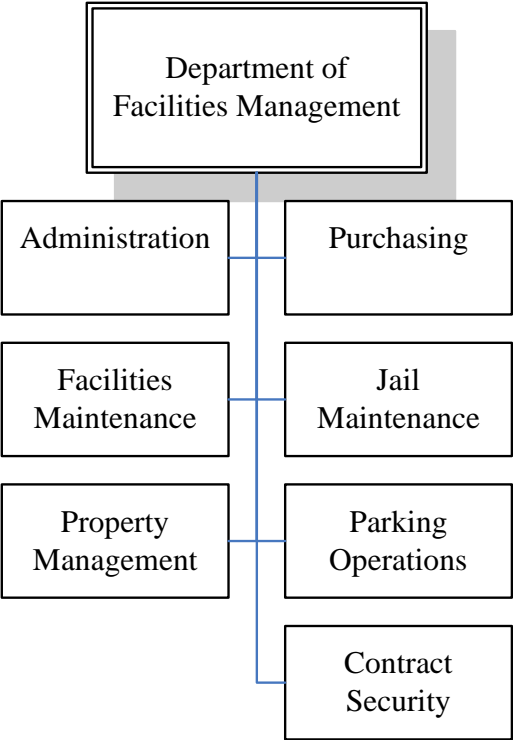 Department of
Facilities Management
Administration
Purchasing
Facilities
Maintenance
Jail
Maintenance
Property
Management
Parking
Operations
Contract
Security